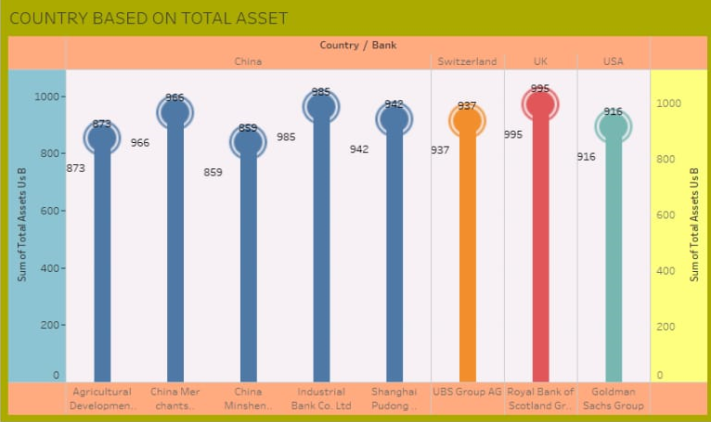 COUNTRY BASED ON TOTAL ASSET
Country / Bank
China Switzerland UK USA
Sum of Total Assets Us B
1000
800
600
400
200
0
873 966 859 985 942 937 995 916
873 966 859 985 942 937 995 916
1000
800
600
400
200
0
Sum of Total Assets Us B
Agricultural
Developmen..
China Mer
chants..
China
Minshen..
Industrial
Bank Co. Ltd
Shanghai
Pudong ..
UBS Group AG
Royal Bank of
Scotland Gr..
Goldman
Sachs Group